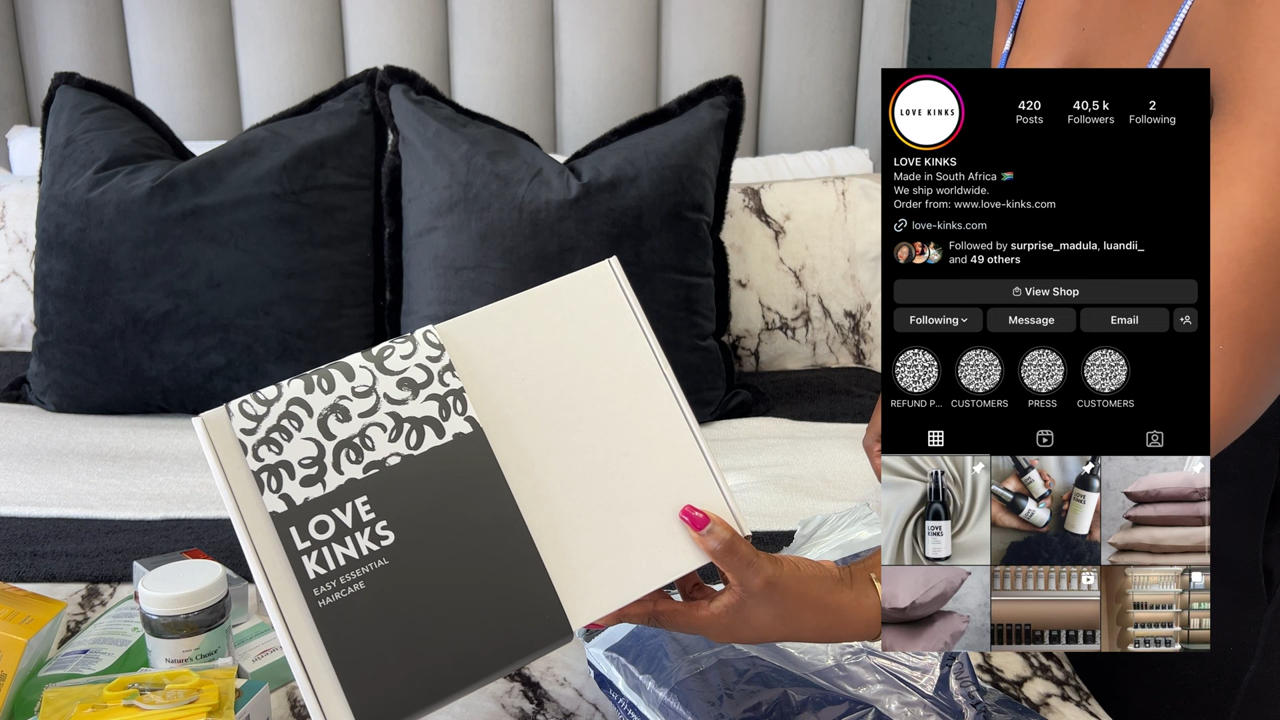 LOVE
KINKS
EASY ESSENTIAL
HAIRCARE
Nature's Choice
LOVE KINKS
420
Posts
40,5 k
Followers
2
Following
LOVE KINKS
Made in South Africa 🇿🇦
We ship worldwide.
Order from: www.love-kinks.com
love-kinks.com
Followed by surprise_madula, luandii_
and 49 others
View Shop
Following
Message
Email
REFUND P...
CUSTOMERS
PRESS
CUSTOMERS
LOVE
KINKS